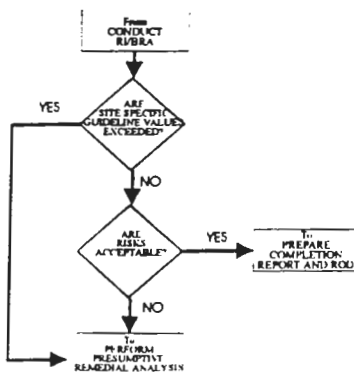 From
CONDUCT
RI/BRA
ARE
SITE SPECIFIC
GUIDELINE VALUES
EXCEEDED?
YES
NO
ARE
RISKS
ACCEPTABLE?
YES
To
PREPARE
COMPLETION
REPORT AND ROD
NO
To
PERFORM
PRESUMPTIVE
REMEDIAL ANALYSIS